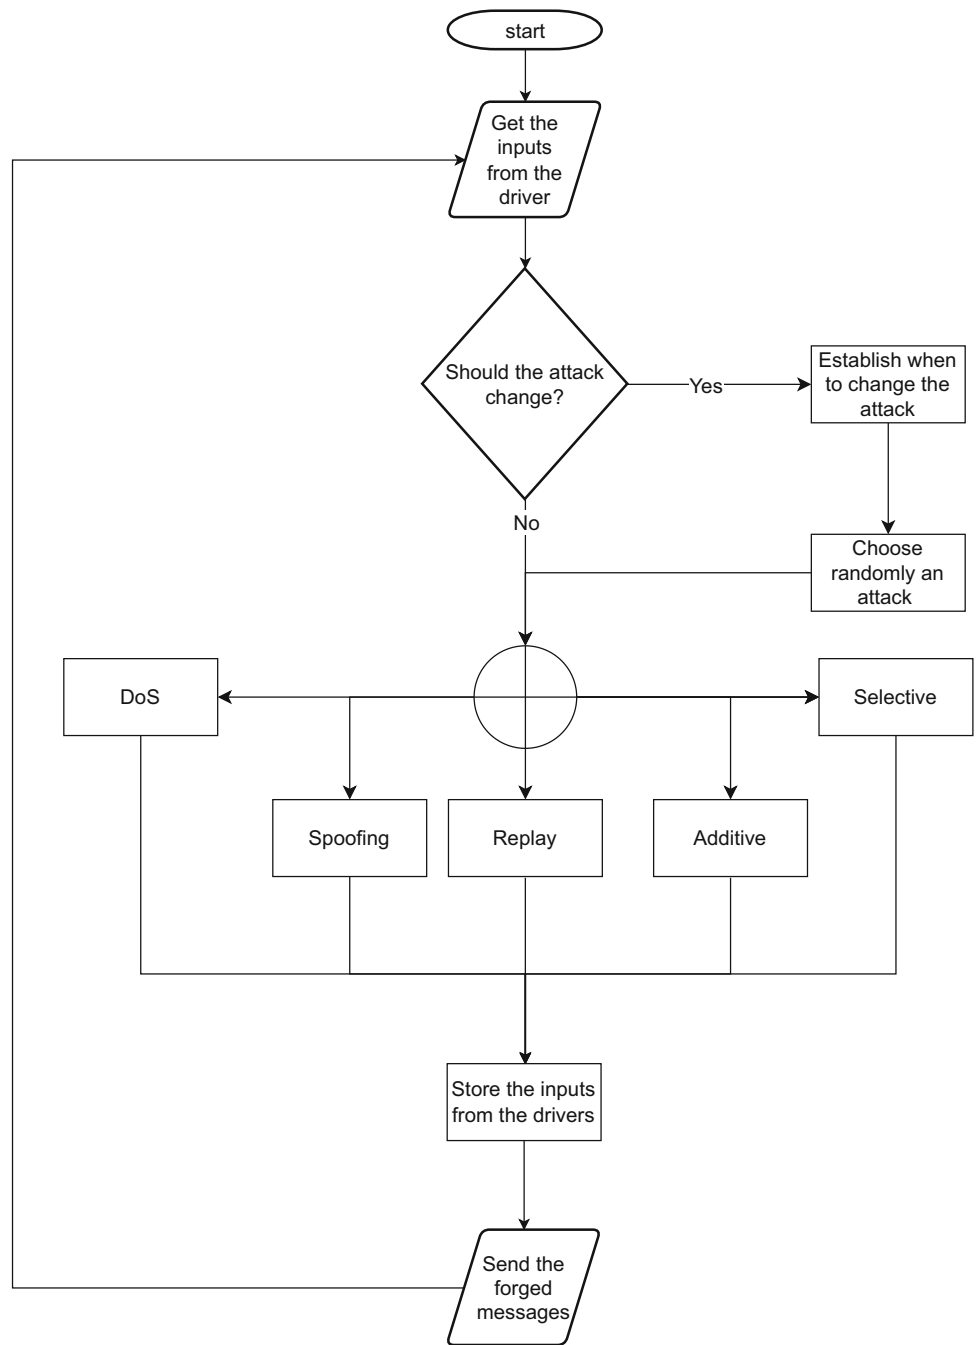 start
Get the
inputs
from the
driver
Should the attack
change?
Yes
Establish when
to change the
attack
No
Choose
randomly an
attack
DoS
Selective
Spoofing
Replay
Additive
Store the inputs
from the drivers
Send the
forged
messages